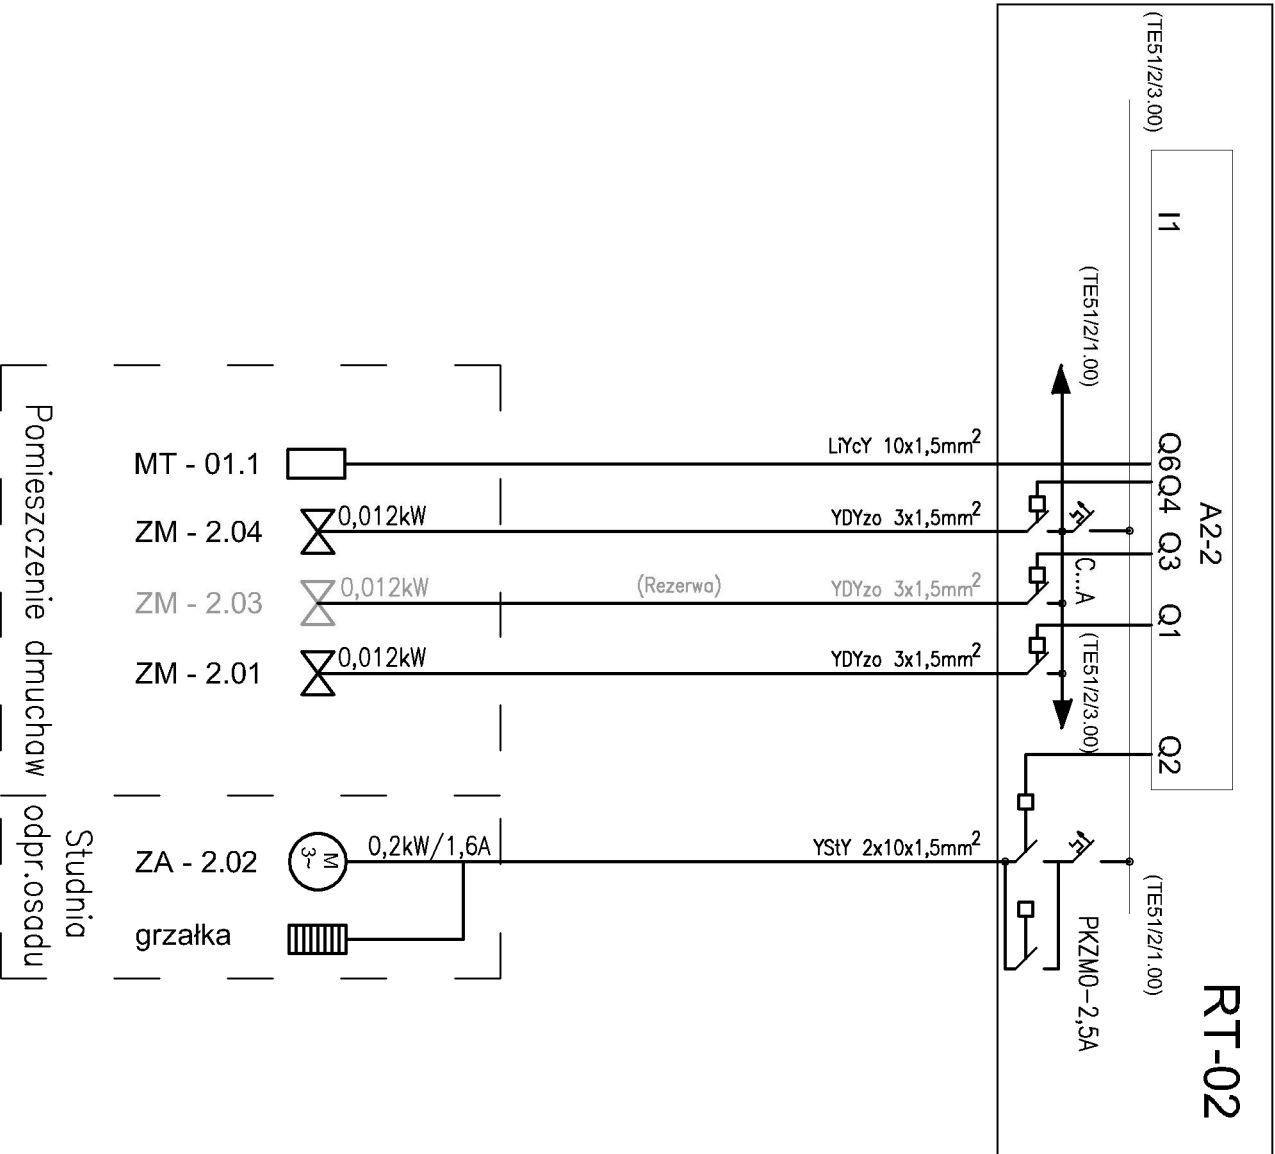 (TE51/2/3.00)
I1
(TE51/2/1.00)
Q6
Q4
A2-2
Q3
C...A
Q1
(TE51/2/3.00)
Q2
(TE51/2/1.00)
PKZM0-2,5A
RT-02
MT - 01.1
LiYcY 10x1,5mm²
ZM - 2.04
0,012kW
YDYzo 3x1,5mm²
ZM - 2.03
0,012kW
(Rezerwa)
YDYzo 3x1,5mm²
ZM - 2.01
0,012kW
YDYzo 3x1,5mm²
ZA - 2.02
M
3~
0,2kW/1,6A
YStY 2x10x1,5mm²
grzałka
Pomieszczenie dmuchaw
Studnia
odpr.osadu